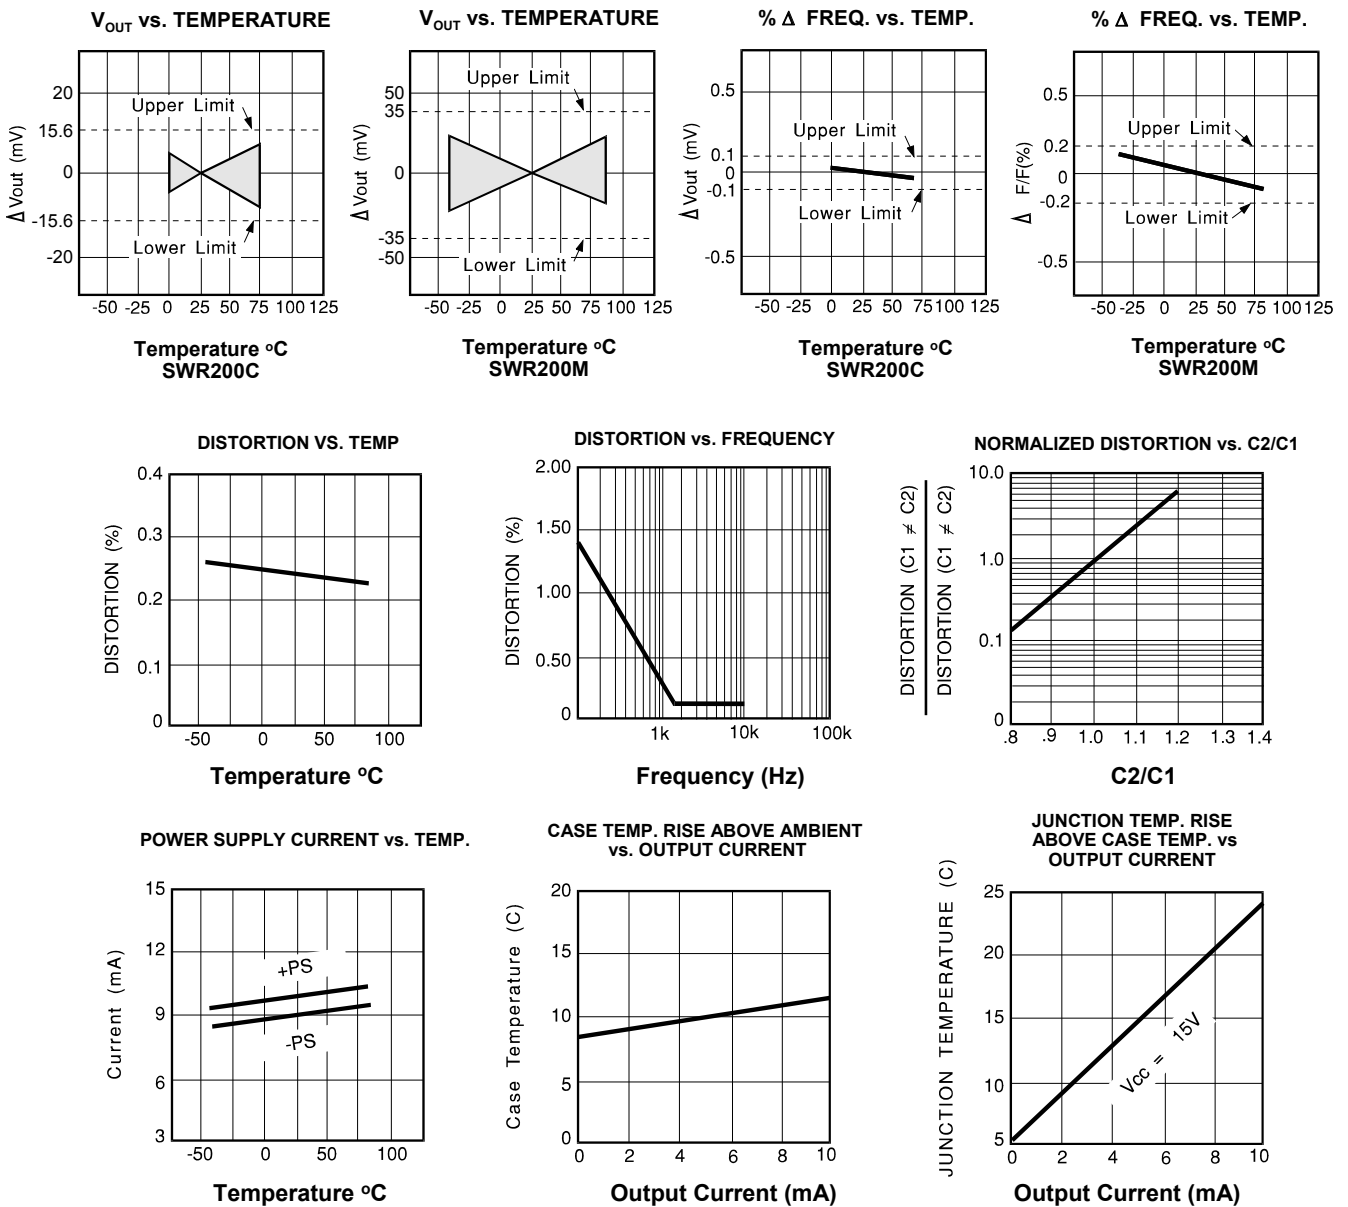 V_OUT vs. TEMPERATURE
Δ Vout (mV)
20
15.6
0
-15.6
-20
Upper Limit
Lower Limit
-50 -25 0 25 50 75 100 125
Temperature ºC
SWR200C
V_OUT vs. TEMPERATURE
Δ Vout (mV)
50
35
0
-35
-50
Upper Limit
Lower Limit
-50 -25 0 25 50 75 100 125
Temperature ºC
SWR200M
% Δ FREQ. vs. TEMP.
Δ Vout (mV)
0.5
0.1
0
-0.1
-0.5
Upper Limit
Lower Limit
-50 -25 0 25 50 75 100 125
Temperature ºC
SWR200C
% Δ FREQ. vs. TEMP.
Δ F/F(%)
0.5
0.2
0
-0.2
-0.5
Upper Limit
Lower Limit
-50 -25 0 25 50 75 100 125
Temperature ºC
SWR200M
DISTORTION VS. TEMP
DISTORTION (%)
0.4
0.3
0.2
0.1
0
-50 0 50 100
Temperature ºC
DISTORTION vs. FREQUENCY
DISTORTION (%)
2.00
1.50
1.00
0.50
0
1k 10k 100k
Frequency (Hz)
NORMALIZED DISTORTION vs. C2/C1
DISTORTION (C1 ≠ C2)
DISTORTION (C1 ≠ C2)
10.0
1.0
0.1
0
.8 .9 1.0 1.1 1.2 1.3 1.4
C2/C1
POWER SUPPLY CURRENT vs. TEMP.
Current (mA)
15
12
9
6
3
+PS
-PS
-50 0 50 100
Temperature ºC
CASE TEMP. RISE ABOVE AMBIENT
vs. OUTPUT CURRENT
Case Temperature (C)
20
15
10
5
0
0 2 4 6 8 10
Output Current (mA)
JUNCTION TEMP. RISE
ABOVE CASE TEMP. vs
OUTPUT CURRENT
JUNCTION TEMPERATURE (C)
25
20
15
10
5
Vcc = 15V
0 2 4 6 8 10
Output Current (mA)